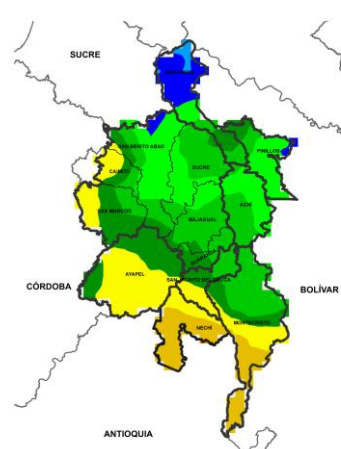 SUCRE
SAN BENITO ABAD
PINILLOS
CAIMITO
SUCRE
ACHÍ
SAN MARCOS
MAJAGUAL
GUARANDA
AYAPEL
SAN JACINTO DEL CAUCA
CÓRDOBA
BOLÍVAR
MONTECRISTO
NECHÍ
ANTIOQUIA